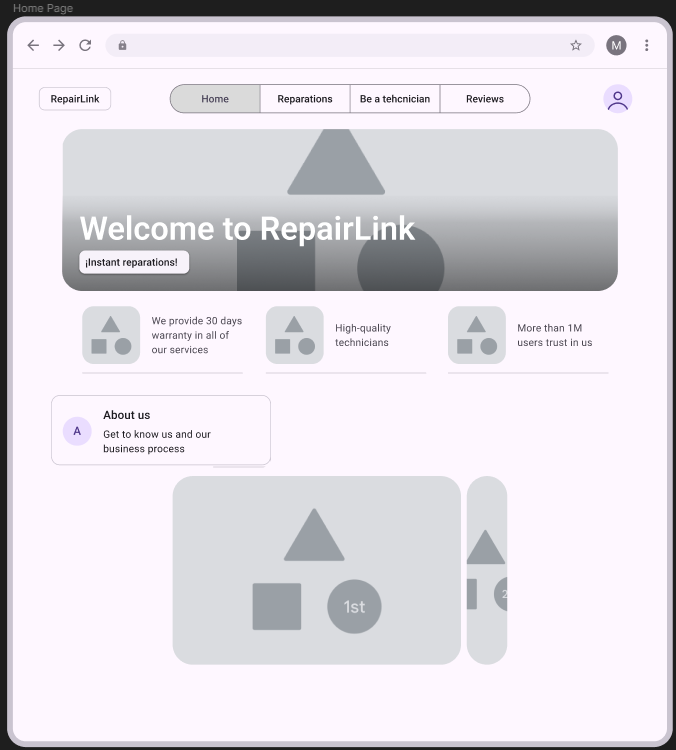 Home Page
M
RepairLink
Home
Reparations
Be a tehcnician
Reviews
Welcome to RepairLink
¡Instant reparations!
We provide 30 days
warranty in all of
our services
High-quality
technicians
More than 1M
users trust in us
A
About us
Get to know us and our
business process
1st
2